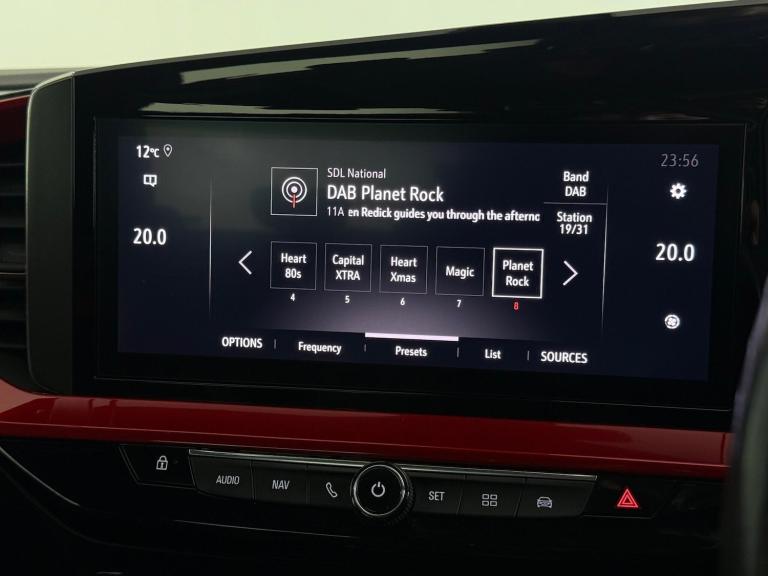 12°C
23:56
SDL National
DAB Planet Rock
11A en Redick guides you through the afternc
Band
DAB
Station
19/31
20.0
20.0
Heart
80s
4
Capital
XTRA
5
Heart
Xmas
6
Magic
7
Planet
Rock
8
OPTIONS
Frequency
Presets
List
SOURCES
AUDIO
NAV
SET